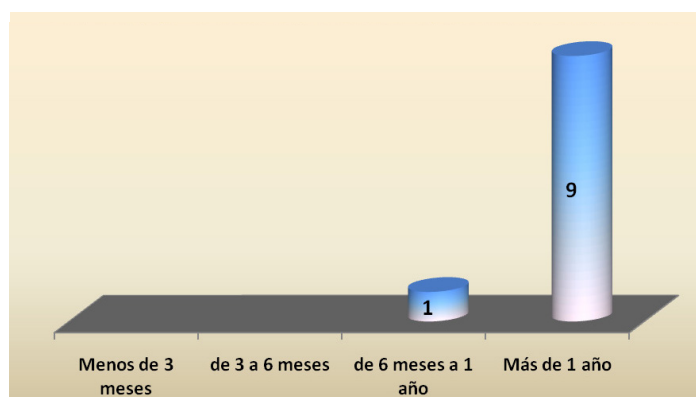 9
1
Menos de 3
meses
de 3 a 6 meses
de 6 meses a 1
año
Más de 1 año